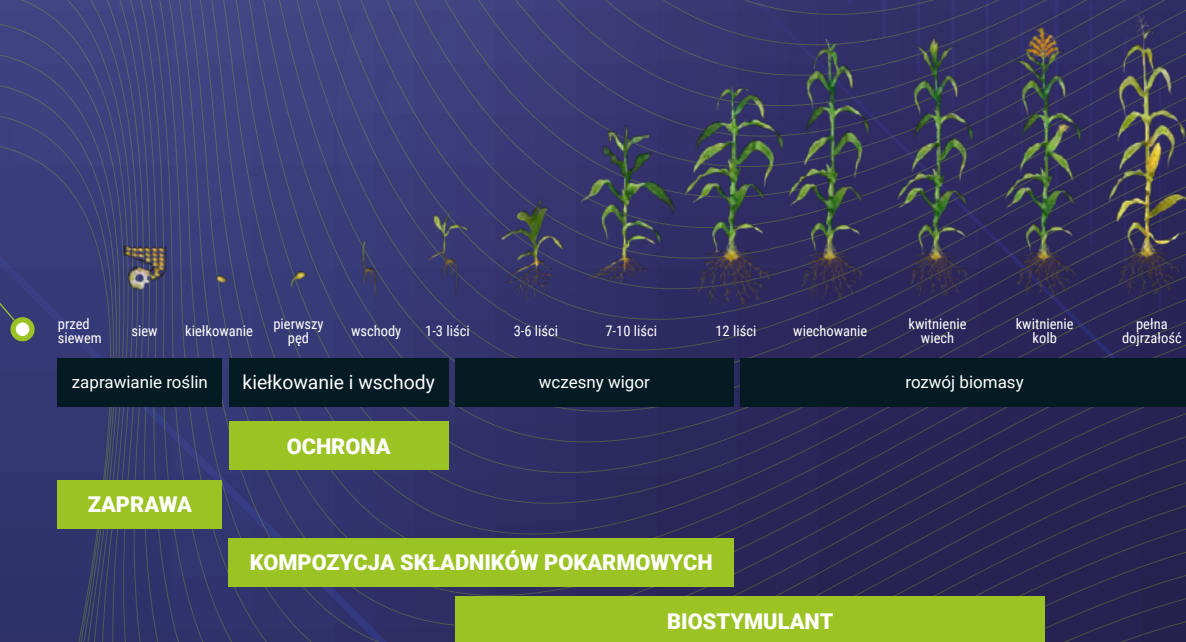 przed
siewem
siew
kiełkowanie
pierwszy
pęd
wschody
1-3 liści
3-6 liści
7-10 liści
12 liści
wiechowanie
kwitnienie
wiech
kwitnienie
kolb
pełna
dojrzałość
zaprawianie roślin
kiełkowanie i wschody
wczesny wigor
rozwój biomasy
OCHRONA
ZAPRAWA
KOMPOZYCJA SKŁADNIKÓW POKARMOWYCH
BIOSTYMULANT